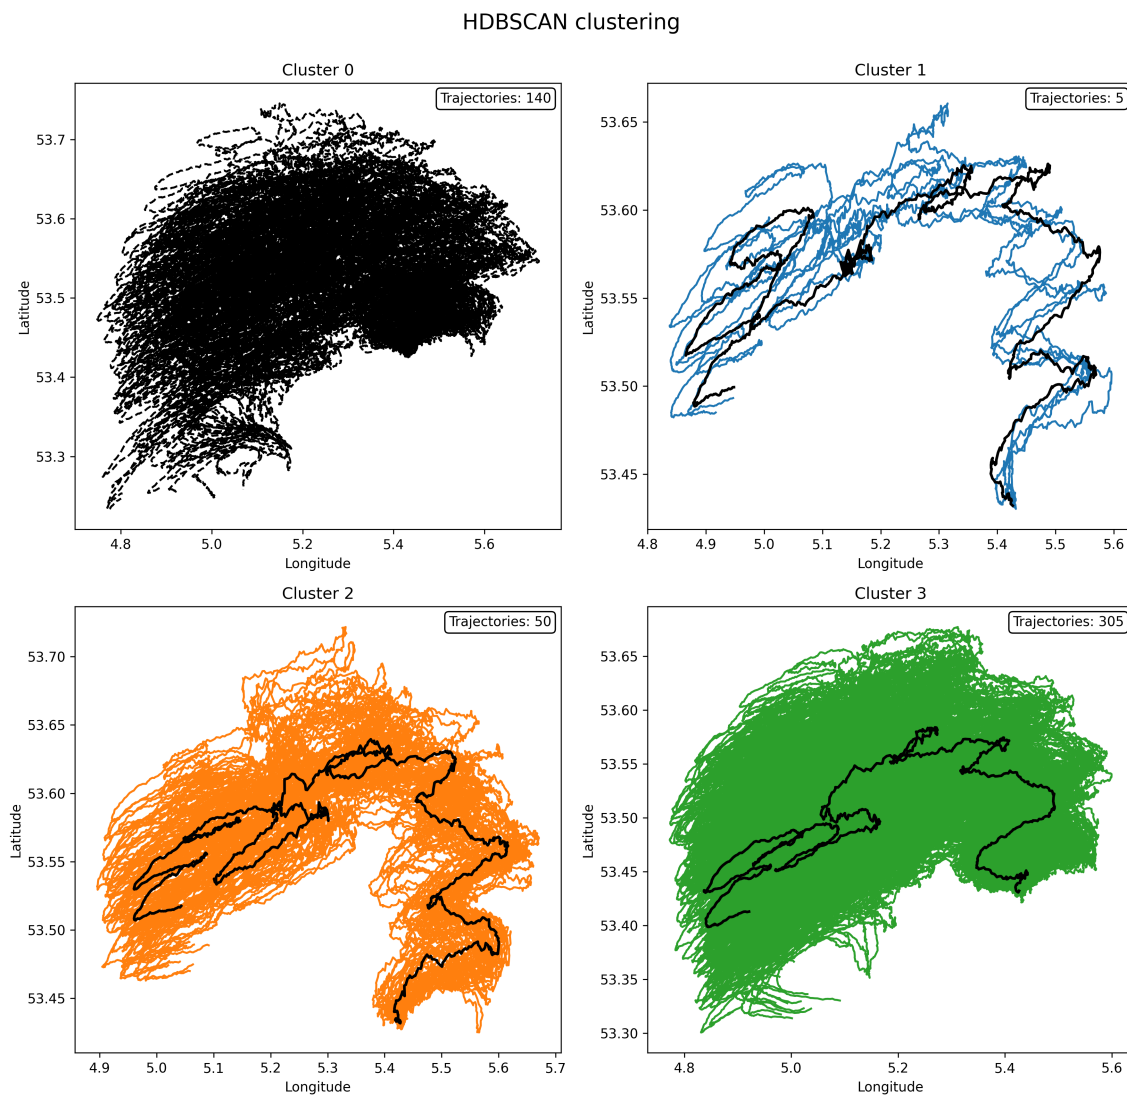 HDBSCAN clustering
Cluster 0
Trajectories: 140
53.7
53.6
53.5
53.4
53.3
Latitude
4.8 5.0 5.2 5.4 5.6
Longitude
Cluster 1
Trajectories: 5
53.65
53.60
53.55
53.50
53.45
Latitude
4.8 4.9 5.0 5.1 5.2 5.3 5.4 5.5 5.6
Longitude
Cluster 2
Trajectories: 50
53.70
53.65
53.60
53.55
53.50
53.45
Latitude
4.9 5.0 5.1 5.2 5.3 5.4 5.5 5.6 5.7
Longitude
Cluster 3
Trajectories: 305
53.65
53.60
53.55
53.50
53.45
53.40
53.35
53.30
Latitude
4.8 5.0 5.2 5.4 5.6
Longitude